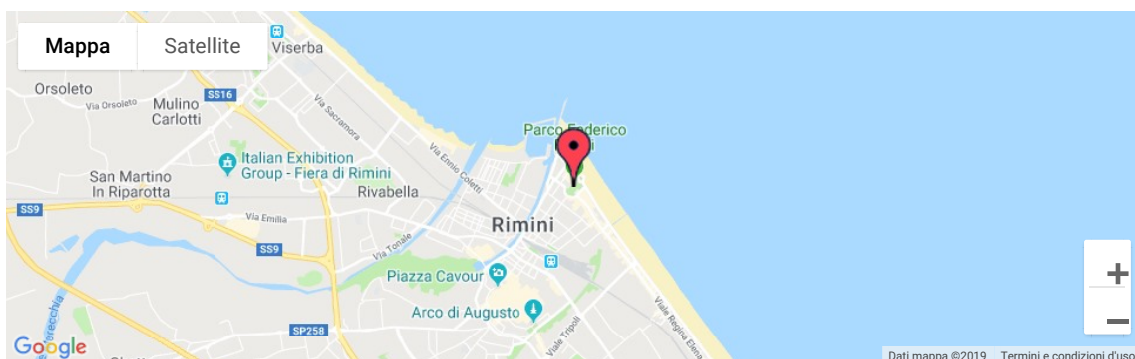 Mappa
Satellite
Viserba
Orsoleto
Via Orsoleto
SS16
Mulino
Carlotti
Via Sacramora
Parco Federico
Via Ennio Coletti
Italian Exhibition
Group - Fiera di Rimini
San Martino
In Riparotta
Rivabella
SS9
Via Emilia
Rimini
SS9
Via Tonale
Piazza Cavour
Arco di Augusto
Viale Regina Elena
SP258
Viale Tripoli
Google
Dati mappa ©2019
Termini e condizioni d'uso